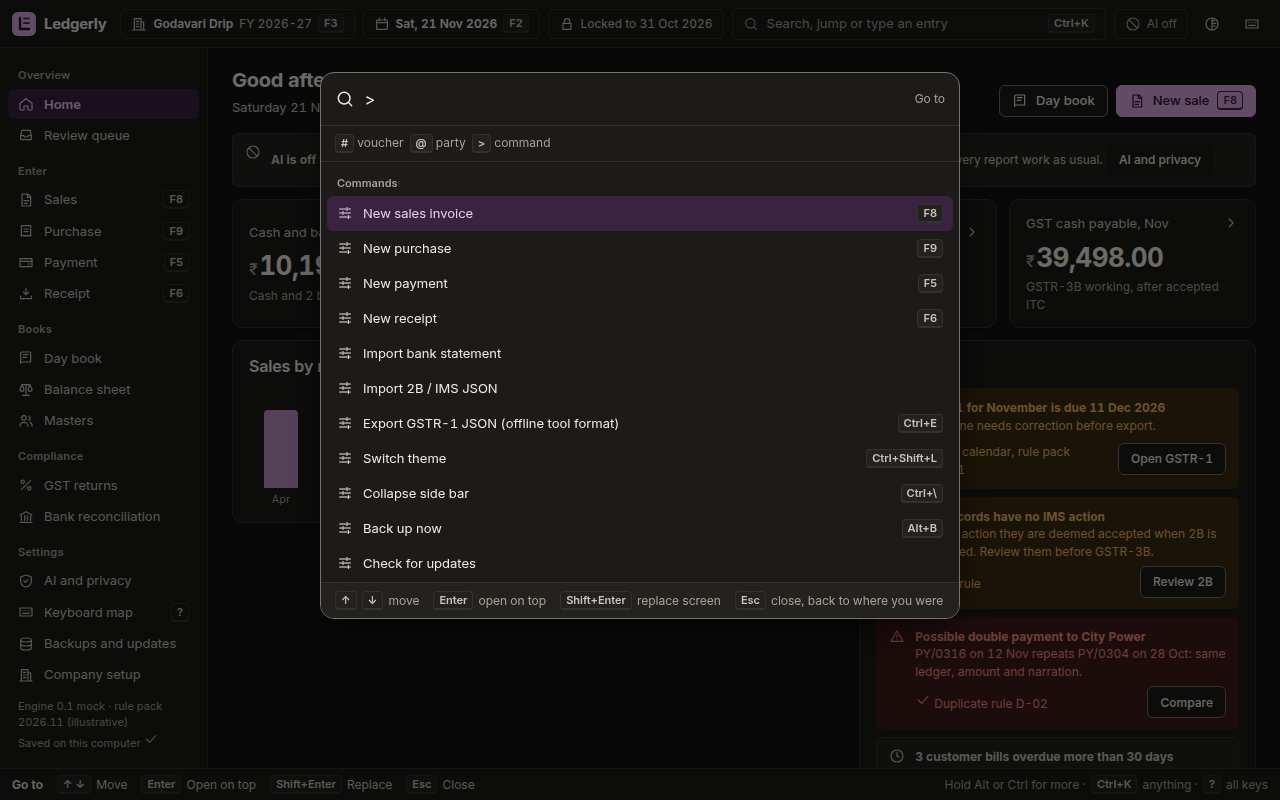 Ledgerly
Godavari Drip FY 2026-27 F3
Sat, 21 Nov 2026 F2
Locked to 31 Oct 2026
Search, jump or type an entry Ctrl+K
AI off
Overview
Home
Review queue
Enter
Sales F8
Purchase F9
Payment F5
Receipt F6
Books
Day book
Balance sheet
Masters
Compliance
GST returns
Bank reconciliation
Settings
AI and privacy
Keyboard map ?
Backups and updates
Company setup
Engine 0.1 mock · rule pack
2026.11 (illustrative)
Saved on this computer
Good afte
Saturday 21 N
Day book
New sale F8
AI is off
very report work as usual. AI and privacy
Cash and ba
₹10,19
Cash and 2 b
GST cash payable, Nov
₹39,498.00
GSTR-3B working, after accepted
ITC
Sales by
Apr
> Go to
# voucher @ party > command
Commands
New sales invoice F8
New purchase F9
New payment F5
New receipt F6
Import bank statement
Import 2B / IMS JSON
Export GSTR-1 JSON (offline tool format) Ctrl+E
Switch theme Ctrl+Shift+L
Collapse side bar Ctrl+\
Back up now Alt+B
Check for updates
↑ ↓ move Enter open on top Shift+Enter replace screen Esc close, back to where you were
1 for November is due 11 Dec 2026
ne needs correction before export.
calendar, rule pack
1
Open GSTR-1
cords have no IMS action
action they are deemed accepted when 2B is
ed. Review them before GSTR-3B.
rule
Review 2B
Possible double payment to City Power
PY/0316 on 12 Nov repeats PY/0304 on 28 Oct: same
ledger, amount and narration.
Duplicate rule D-02
Compare
3 customer bills overdue more than 30 days
Go to ↑↓ Move Enter Open on top Shift+Enter Replace Esc Close
Hold Alt or Ctrl for more · Ctrl+K anything · ? all keys